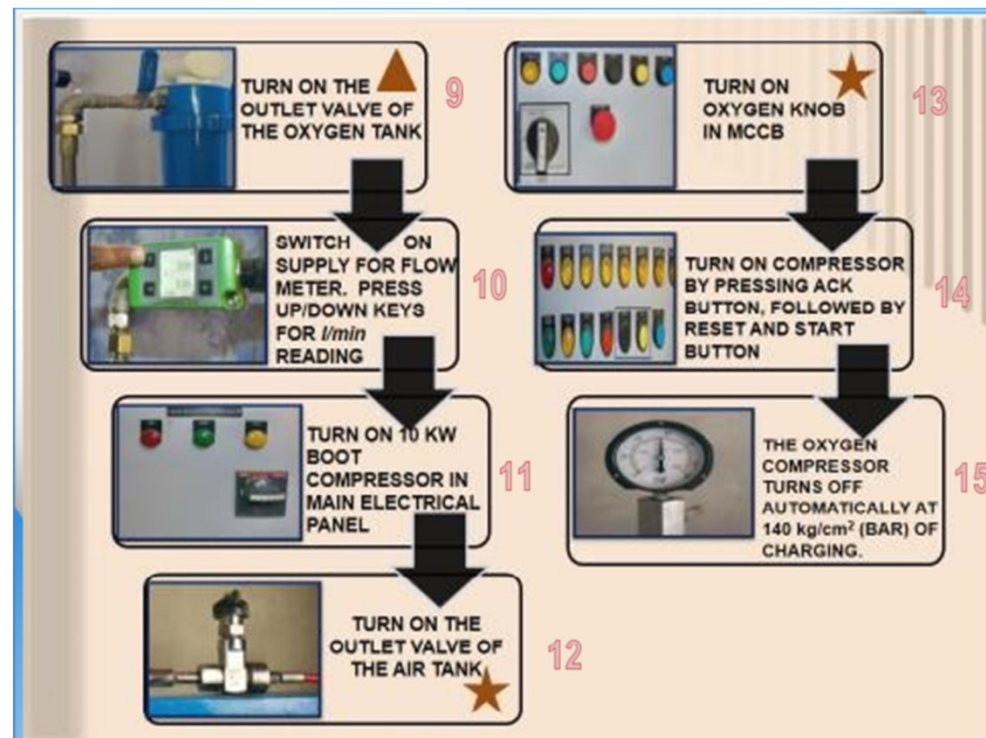 TURN ON THE
OUTLET VALVE OF
THE OXYGEN TANK
9
SWITCH ON
SUPPLY FOR FLOW
METER. PRESS
UP/DOWN KEYS
FOR l/min
READING
10
TURN ON 10 KW
BOOT
COMPRESSOR IN
MAIN ELECTRICAL
PANEL
11
TURN ON THE
OUTLET VALVE OF
THE AIR TANK
12
TURN ON
OXYGEN KNOB
IN MCCB
13
TURN ON COMPRESSOR
BY PRESSING ACK
BUTTON, FOLLOWED BY
RESET AND START
BUTTON
14
THE OXYGEN
COMPRESSOR
TURNS OFF
AUTOMATICALLY AT
140 kg/cm² (BAR) OF
CHARGING.
15